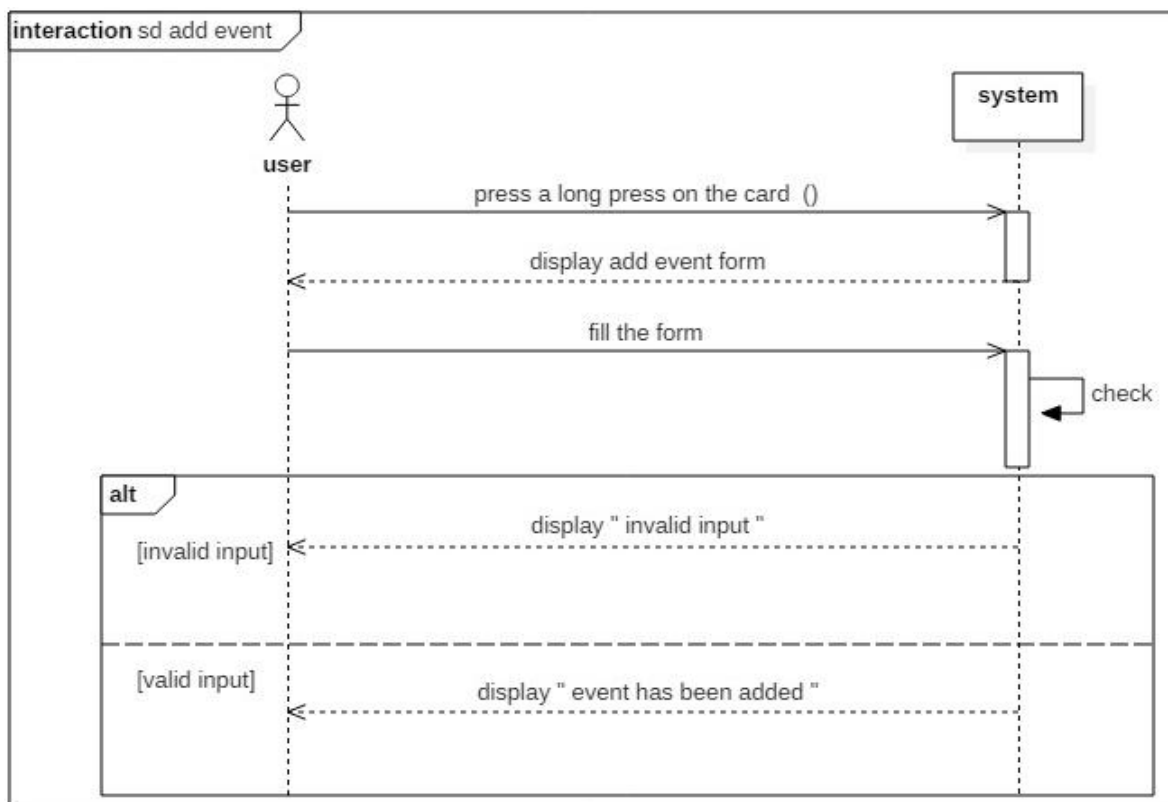 interaction sd add event
system
user
press a long press on the card  ()
display add event form
fill the form
check
alt
display " invalid input "
[invalid input]
[valid input]
display " event has been added "